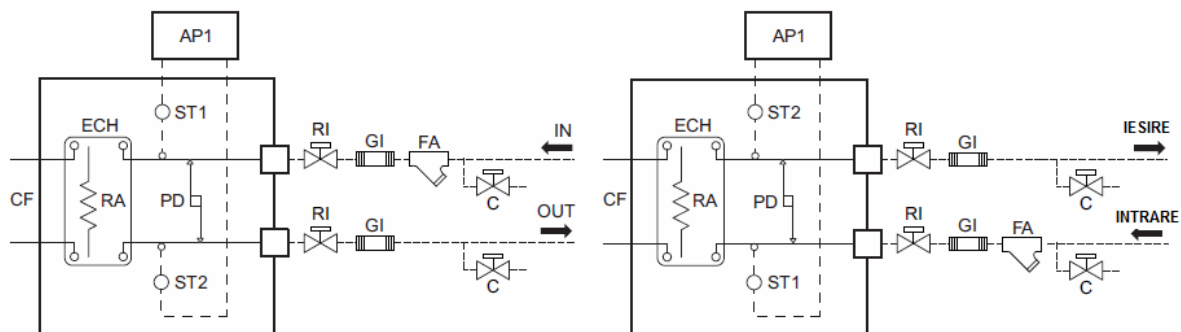 AP1
ST1
ECH
RI
GI
FA
IN
CF
RA
PD
C
RI
GI
OUT
ST2
C
AP1
ST2
ECH
RI
GI
IESIRE
CF
RA
PD
C
RI
GI
FA
INTRARE
ST1
C